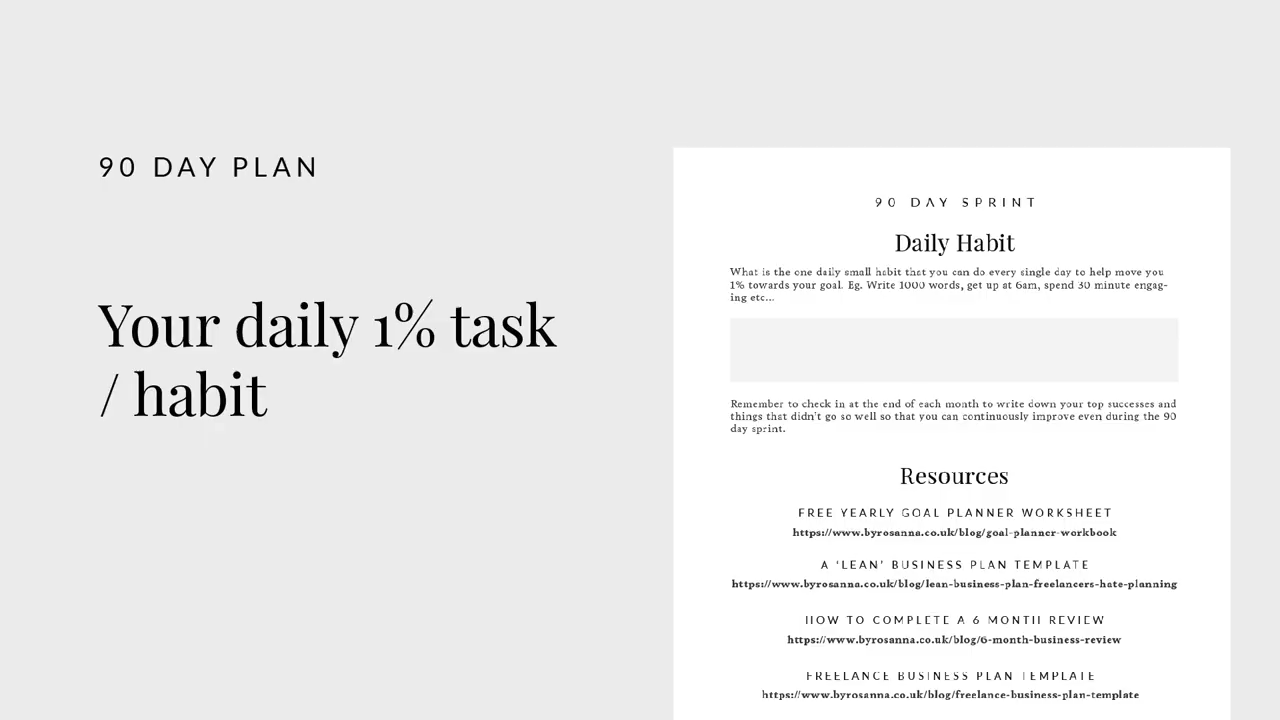 90 DAY PLAN
Your daily 1% task
/ habit
90 DAY SPRINT
Daily Habit
What is the one daily small habit that you can do every single day to help move you
1% towards your goal. Eg. Write 1000 words, get up at 6am, spend 30 minute engag-
ing etc...
Remember to check in at the end of each month to write down your top successes and
things that didn't go so well so that you can continuously improve even during the 90
day sprint.
Resources
FREE YEARLY GOAL PLANNER WORKSHEET
https://www.byrosanna.co.uk/blog/goal-planner-workbook
A ‘LEAN’ BUSINESS PLAN TEMPLATE
https://www.byrosanna.co.uk/blog/lean-business-plan-freelancers-hate-planning
HOW TO COMPLETE A 6 MONTH REVIEW
https://www.byrosanna.co.uk/blog/6-month-business-review
FREELANCE BUSINESS PLAN TEMPLATE
https://www.byrosanna.co.uk/blog/freelance-business-plan-template